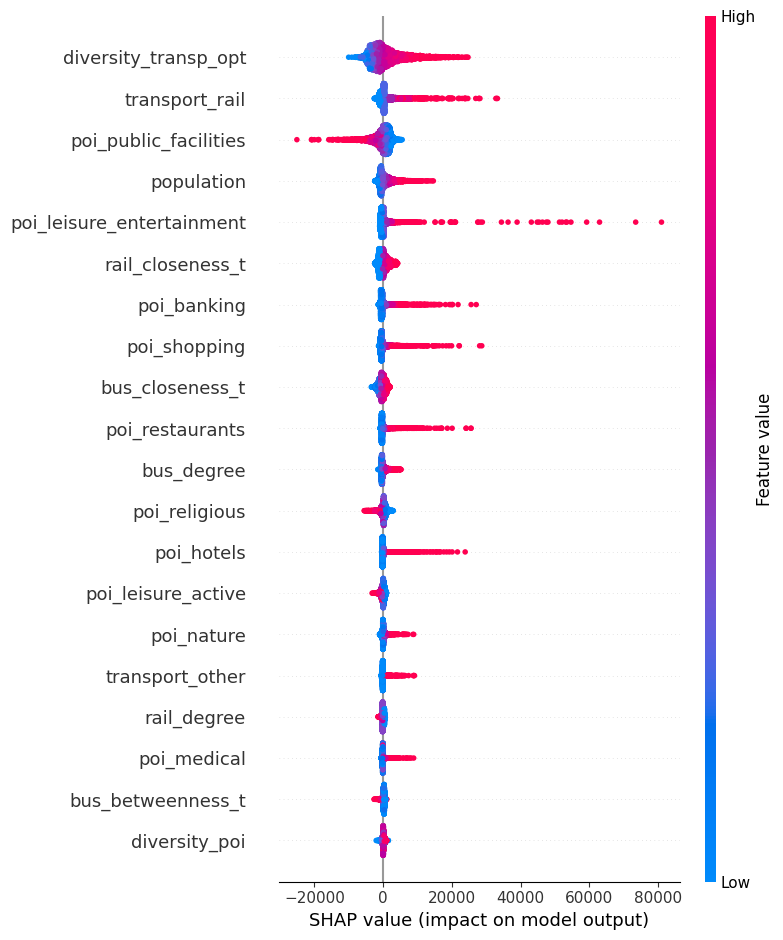 High
diversity_transp_opt
transport_rail
poi_public_facilities
population
poi_leisure_entertainment
rail_closeness_t
poi_banking
poi_shopping
bus_closeness_t
poi_restaurants
bus_degree
poi_religious
poi_hotels
poi_leisure_active
poi_nature
transport_other
rail_degree
poi_medical
bus_betweenness_t
diversity_poi
Feature value
Low
−20000 0 20000 40000 60000 80000
SHAP value (impact on model output)